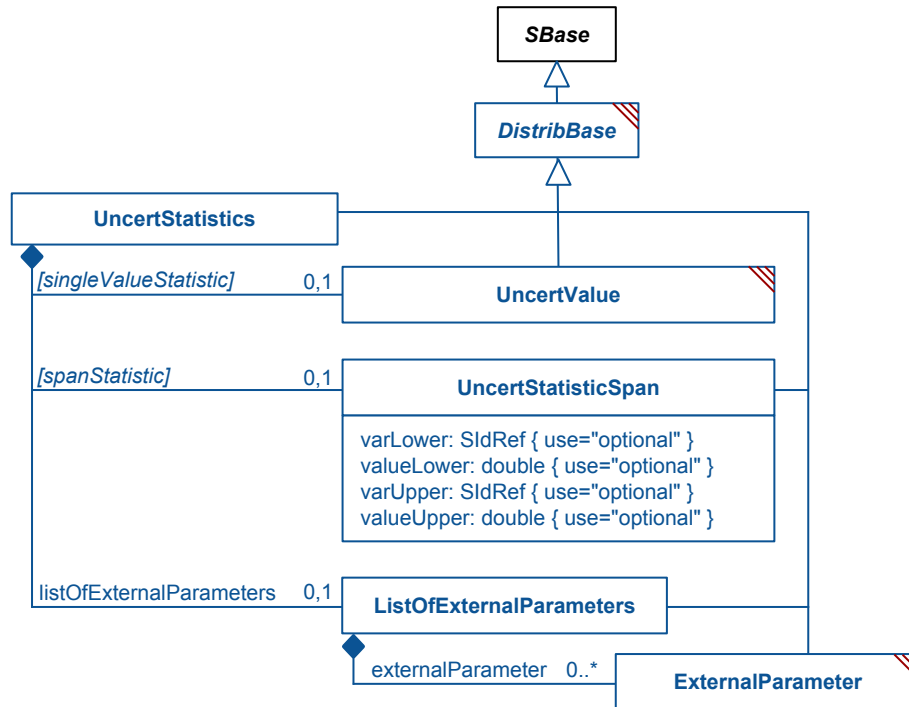 SBase
DistribBase
UncertStatistics
[singleValueStatistic] 0,1
UncertValue
[spanStatistic] 0,1
UncertStatisticSpan
varLower: SIdRef { use="optional" }
valueLower: double { use="optional" }
varUpper: SIdRef { use="optional" }
valueUpper: double { use="optional" }
listOfExternalParameters 0,1
ListOfExternalParameters
externalParameter 0..*
ExternalParameter